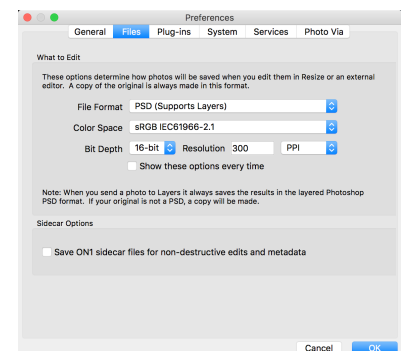 Preferences
General Files Plug-ins System Services Photo Via
What to Edit
These options determine how photos will be saved when you edit them in Resize or an external
editor. A copy of the original is always made in this format.
File Format PSD (Supports Layers)
Color Space sRGB IEC61966-2.1
Bit Depth 16-bit Resolution 300 PPI
Show these options every time
Note: When you send a photo to Layers it always saves the results in the layered Photoshop
PSD format. If your original is not a PSD, a copy will be made.
Sidecar Options
Save ON1 sidecar files for non-destructive edits and metadata
Cancel OK